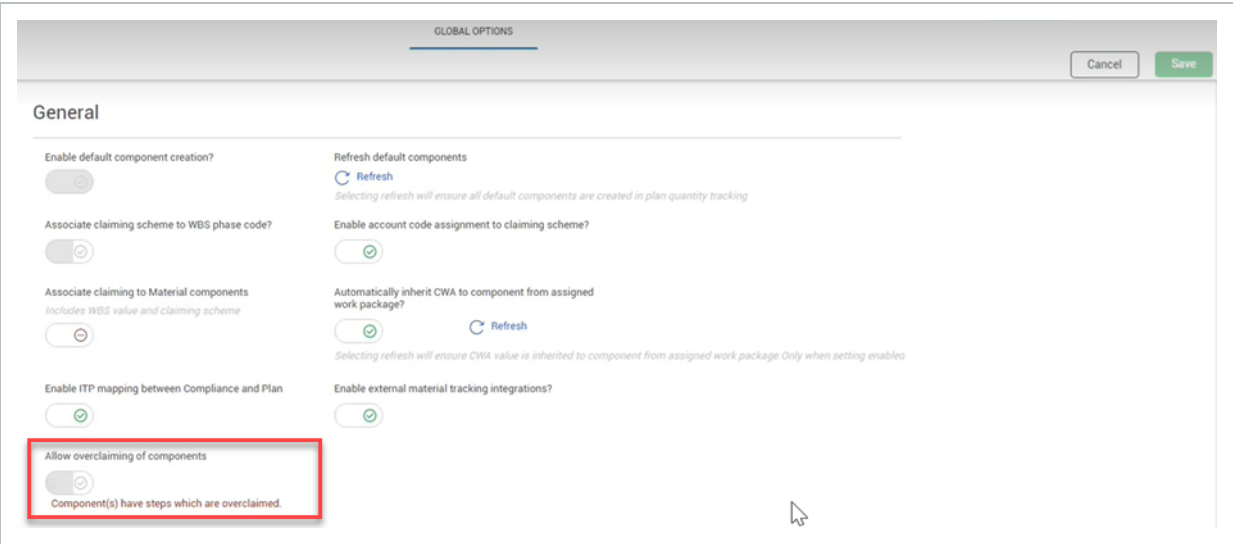 GLOBAL OPTIONS
Cancel
Save
General
Enable default component creation?
Refresh default components
Refresh
Selecting refresh will ensure all default components are created in plan quantity tracking
Associate claiming scheme to WBS phase code?
Enable account code assignment to claiming scheme?
Associate claiming to Material components
Includes WBS value and claiming scheme
Automatically inherit CWA to component from assigned
work package?
Refresh
Selecting refresh will ensure CWA value is inherited to component from assigned work package Only when setting enabled
Enable ITP mapping between Compliance and Plan
Enable external material tracking integrations?
Allow overclaiming of components
Component(s) have steps which are overclaimed.